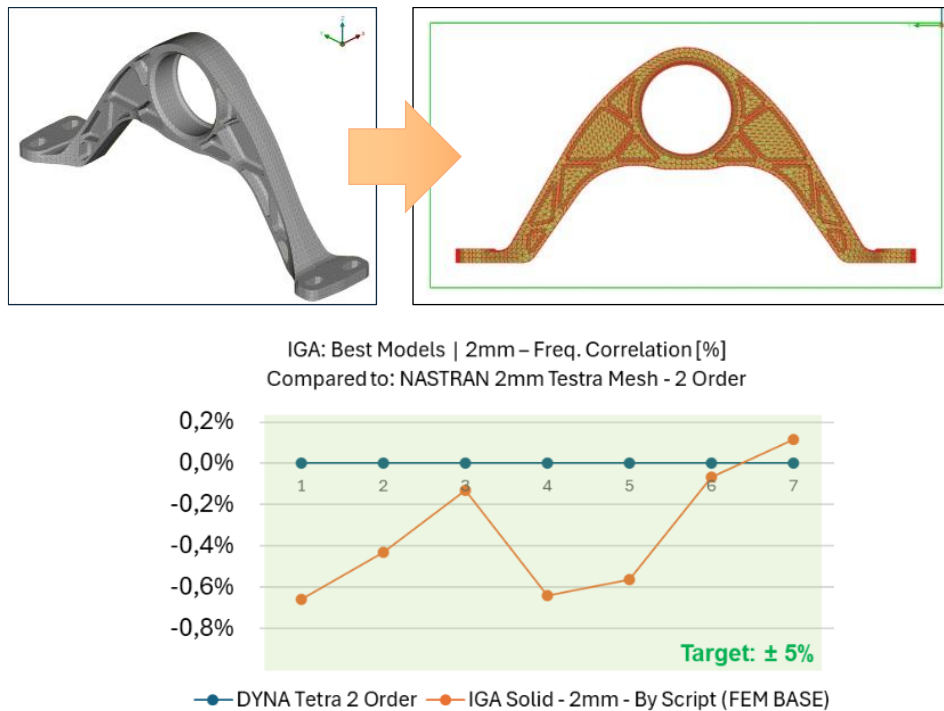 IGA: Best Models | 2mm – Freq. Correlation [%]
Compared to: NASTRAN 2mm Testra Mesh - 2 Order
0,2%
0,0%
-0,2%
-0,4%
-0,6%
-0,8%
1 2 3 4 5 6 7
Target: ± 5%
DYNA Tetra 2 Order
IGA Solid - 2mm - By Script (FEM BASE)